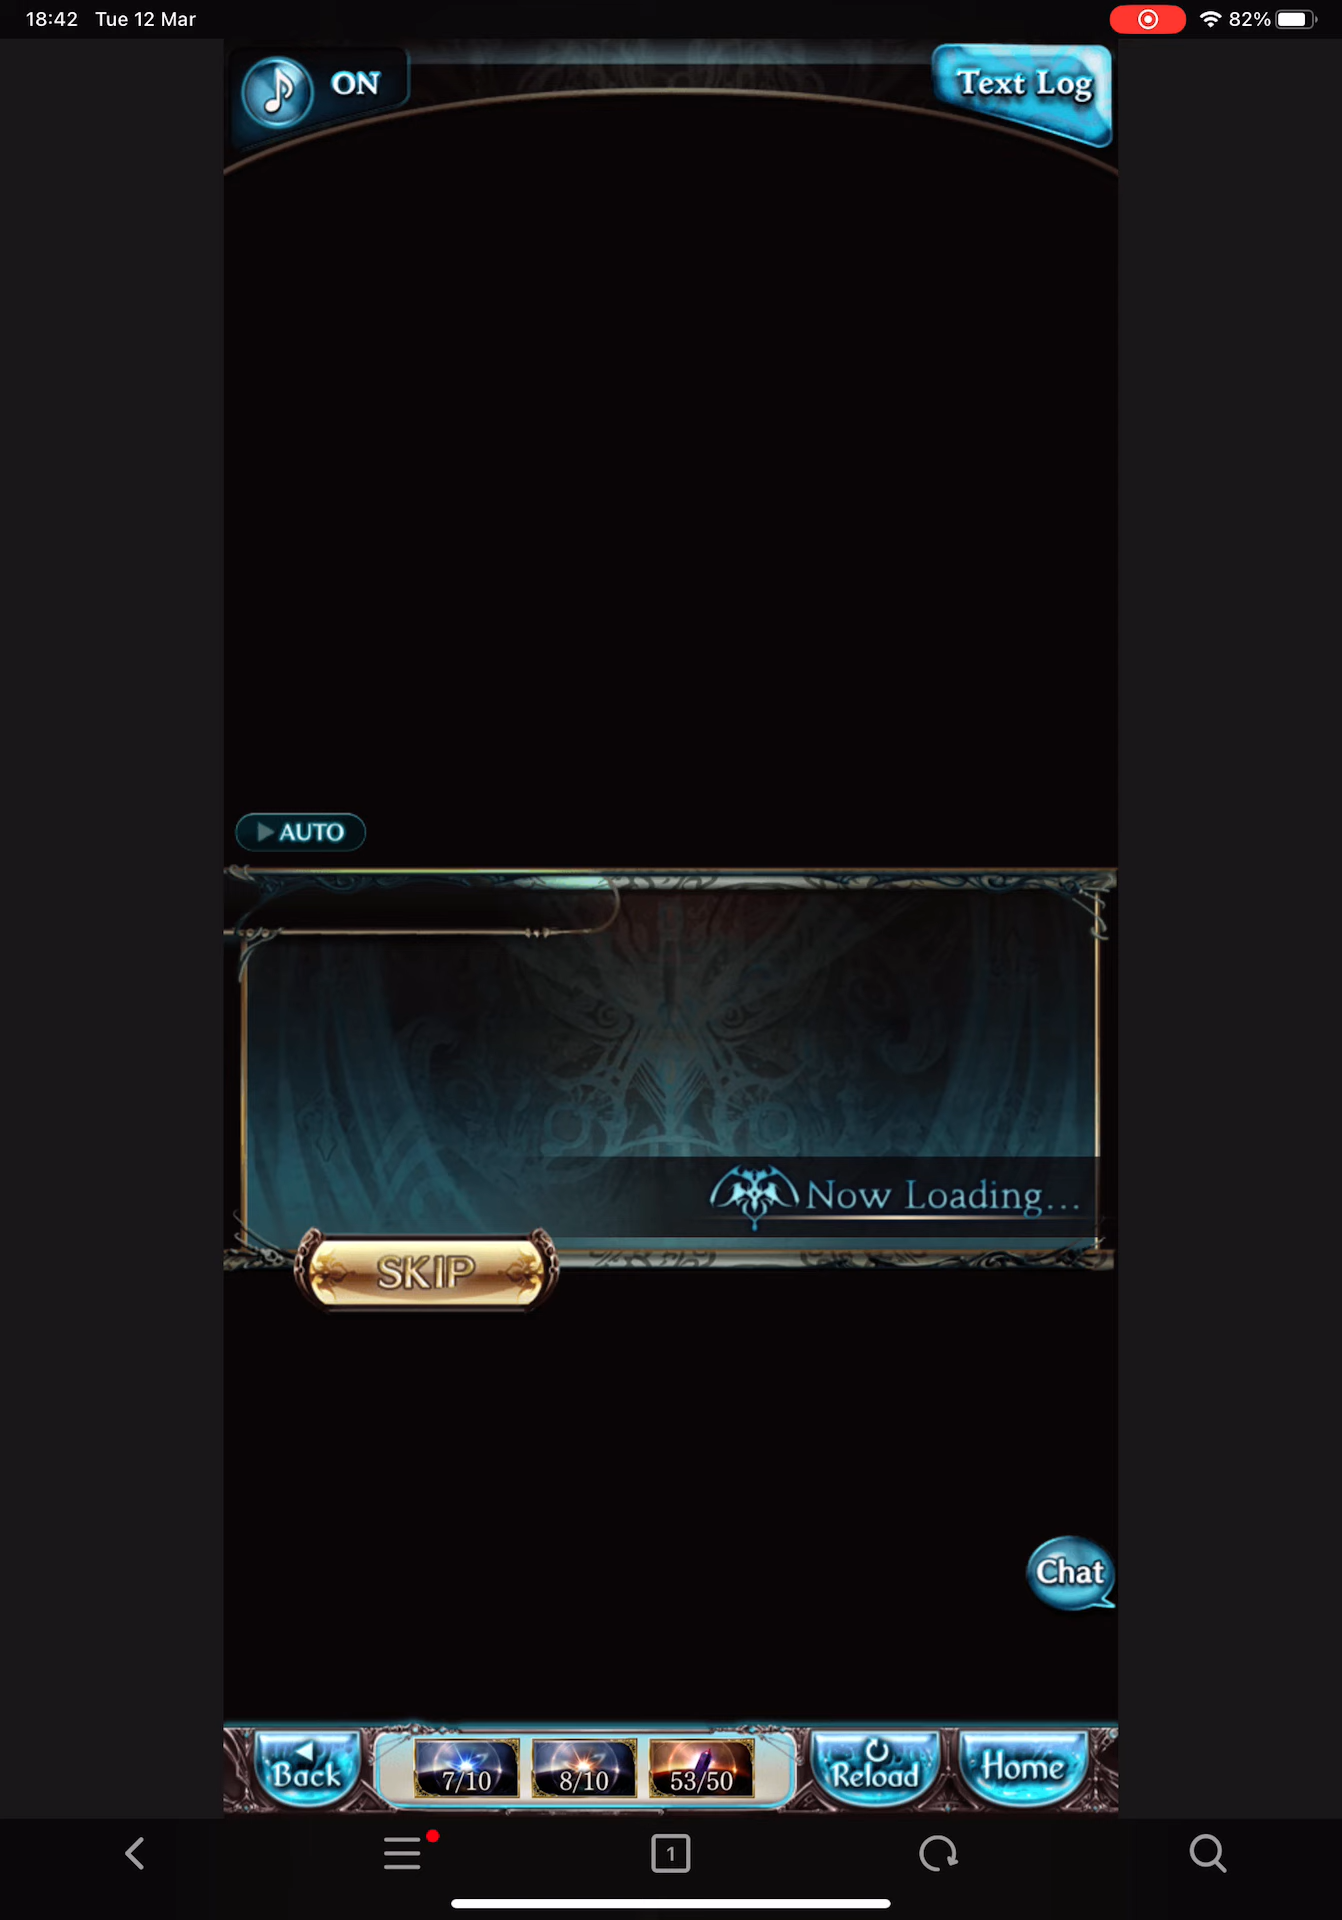 18:42 Tue 12 Mar
82%
ON
Text Log
AUTO
Now Loading...
SKIP
Chat
Back
7/10
8/10
53/50
Reload
Home
1